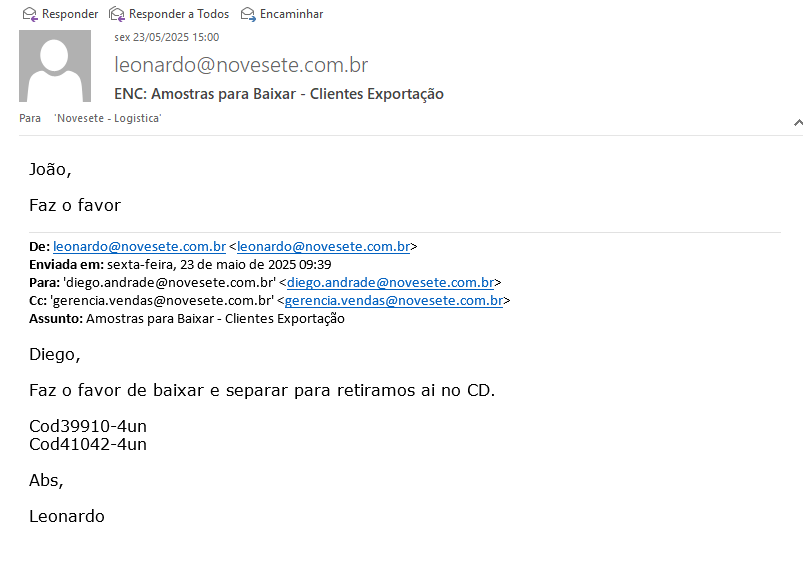 Responder Responder a Todos Encaminhar
sex 23/05/2025 15:00
leonardo@novesete.com.br
ENC: Amostras para Baixar - Clientes Exportação
Para 'Novesete - Logistica'
João,
Faz o favor
De: leonardo@novesete.com.br <leonardo@novesete.com.br>
Enviada em: sexta-feira, 23 de maio de 2025 09:39
Para: 'diego.andrade@novesete.com.br' <diego.andrade@novesete.com.br>
Cc: 'gerencia.vendas@novesete.com.br' <gerencia.vendas@novesete.com.br>
Assunto: Amostras para Baixar - Clientes Exportação
Diego,
Faz o favor de baixar e separar para retiramos ai no CD.
Cod39910-4un
Cod41042-4un
Abs,
Leonardo